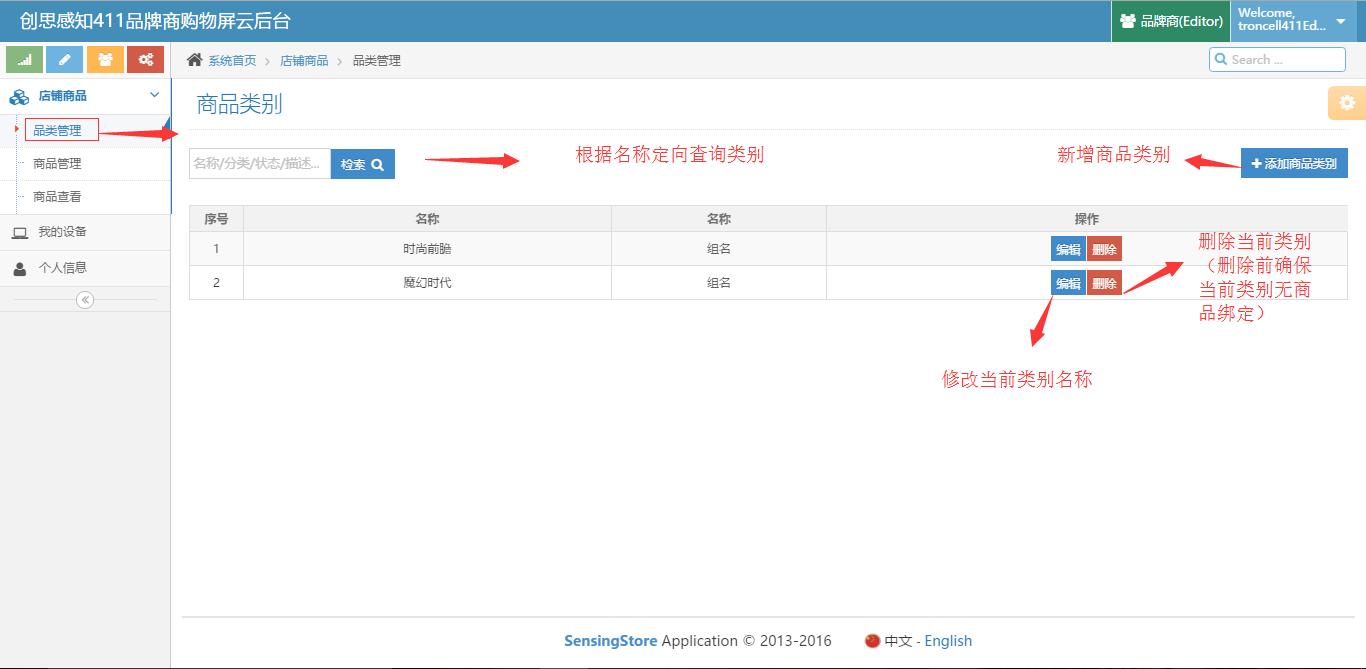 创思感知411品牌商购物屏云后台
品牌商(Editor)
Welcome,
troncell411Ed...
系统首页 > 店铺商品 > 品类管理
Search ...
店铺商品
品类管理
商品管理
商品查看
我的设备
个人信息
商品类别
名称/分类/状态/描述...
检索
根据名称定向查询类别
新增商品类别
添加商品类别
序号 名称 名称 操作
1 时尚前瞻 组名 编辑 删除
2 魔幻时代 组名 编辑 删除
删除当前类别
（删除前确保
当前类别无商
品绑定）
修改当前类别名称
SensingStore Application © 2013-2016 中文 - English